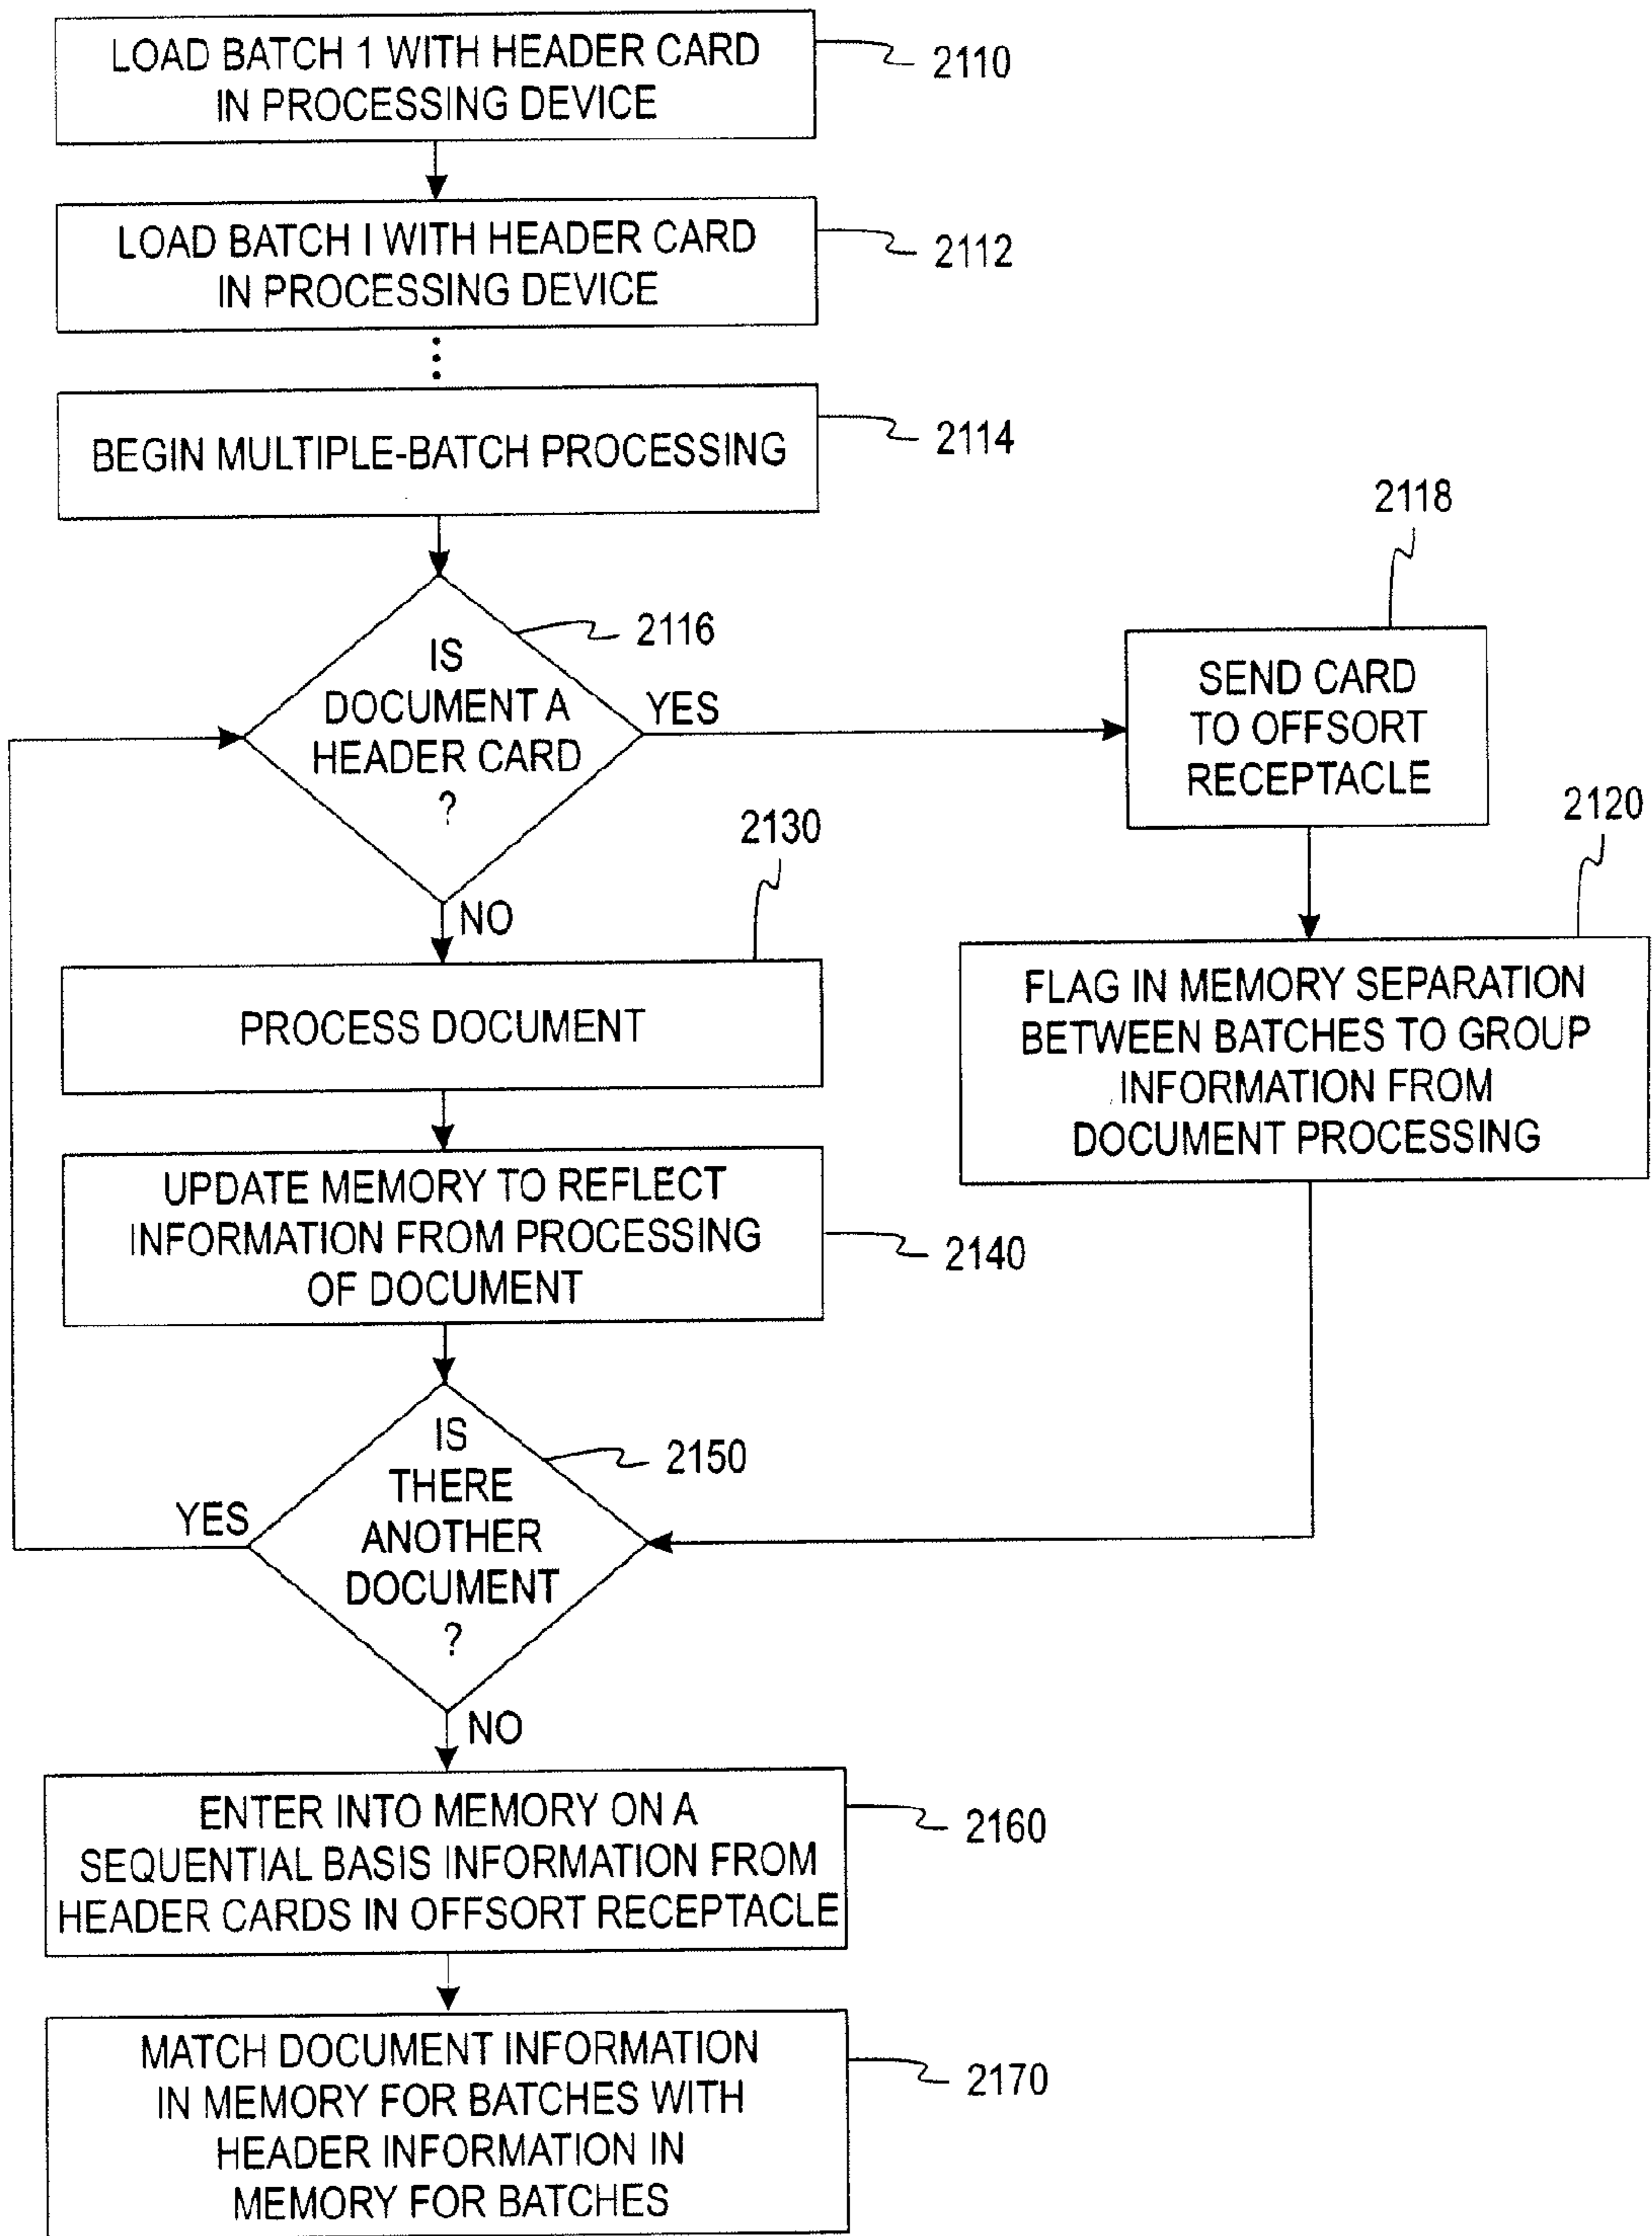 LOAD BATCH 1 WITH HEADER CARD
IN PROCESSING DEVICE
2110
LOAD BATCH I WITH HEADER CARD
IN PROCESSING DEVICE
2112
BEGIN MULTIPLE-BATCH PROCESSING
2114
IS
DOCUMENT A
HEADER CARD
?
2116
YES
2118
SEND CARD
TO OFFSORT
RECEPTACLE
NO
2130
2120
PROCESS DOCUMENT
FLAG IN MEMORY SEPARATION
BETWEEN BATCHES TO GROUP
INFORMATION FROM
DOCUMENT PROCESSING
UPDATE MEMORY TO REFLECT
INFORMATION FROM PROCESSING
OF DOCUMENT
2140
IS
THERE
ANOTHER
DOCUMENT
?
2150
YES
NO
ENTER INTO MEMORY ON A
SEQUENTIAL BASIS INFORMATION FROM
HEADER CARDS IN OFFSORT RECEPTACLE
2160
MATCH DOCUMENT INFORMATION
IN MEMORY FOR BATCHES WITH
HEADER INFORMATION IN
MEMORY FOR BATCHES
2170